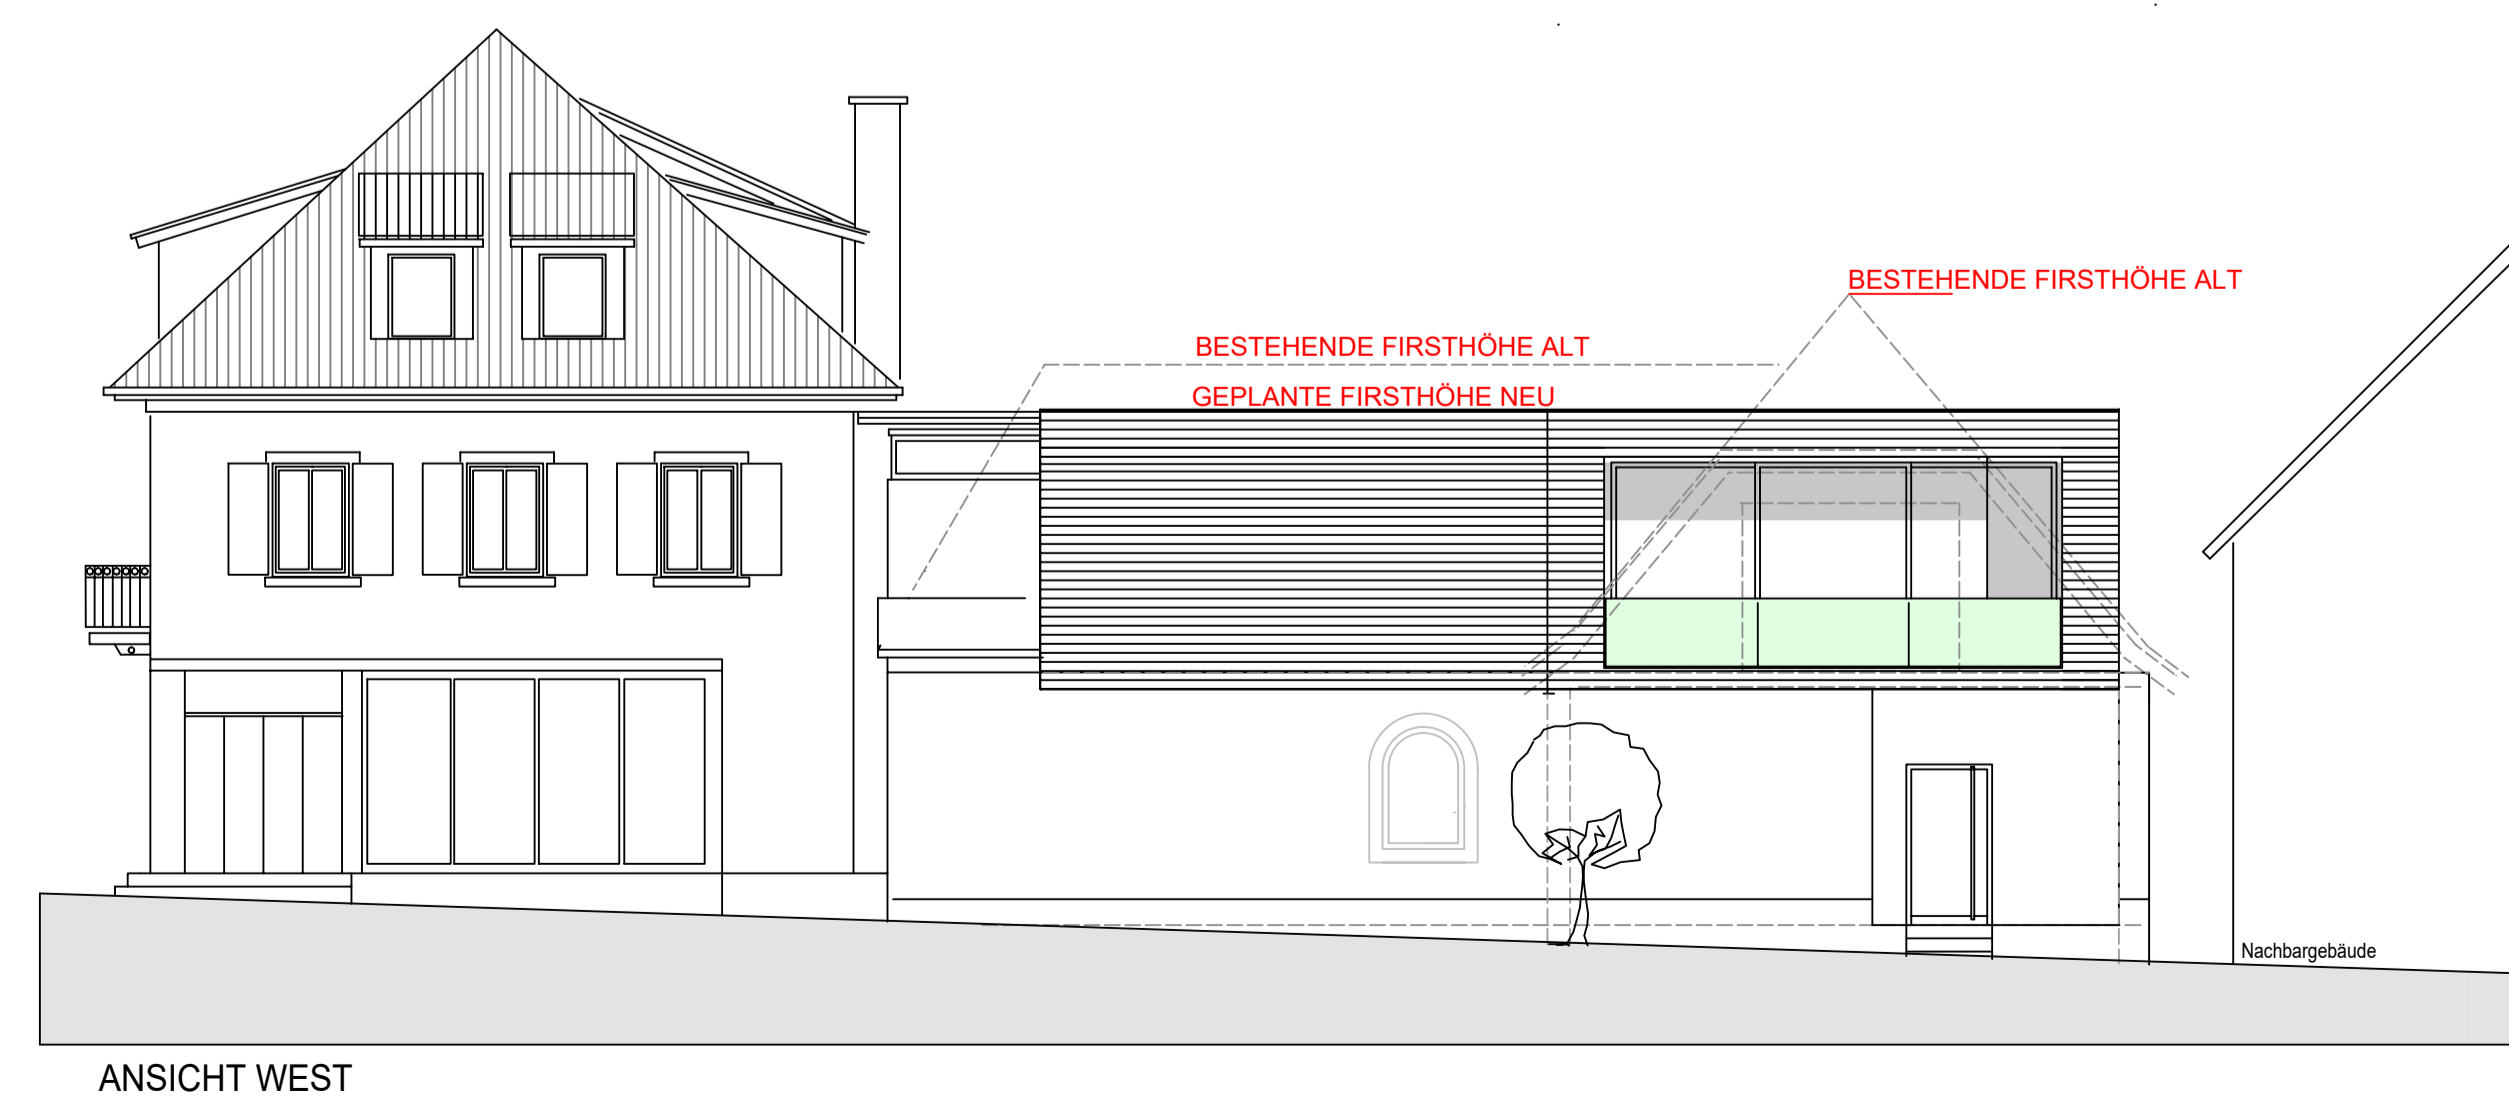 BESTEHENDE FIRSTHÖHE ALT
BESTEHENDE FIRSTHÖHE ALT
GEPLANTE FIRSTHÖHE NEU
Nachbargebäude
ANSICHT WEST